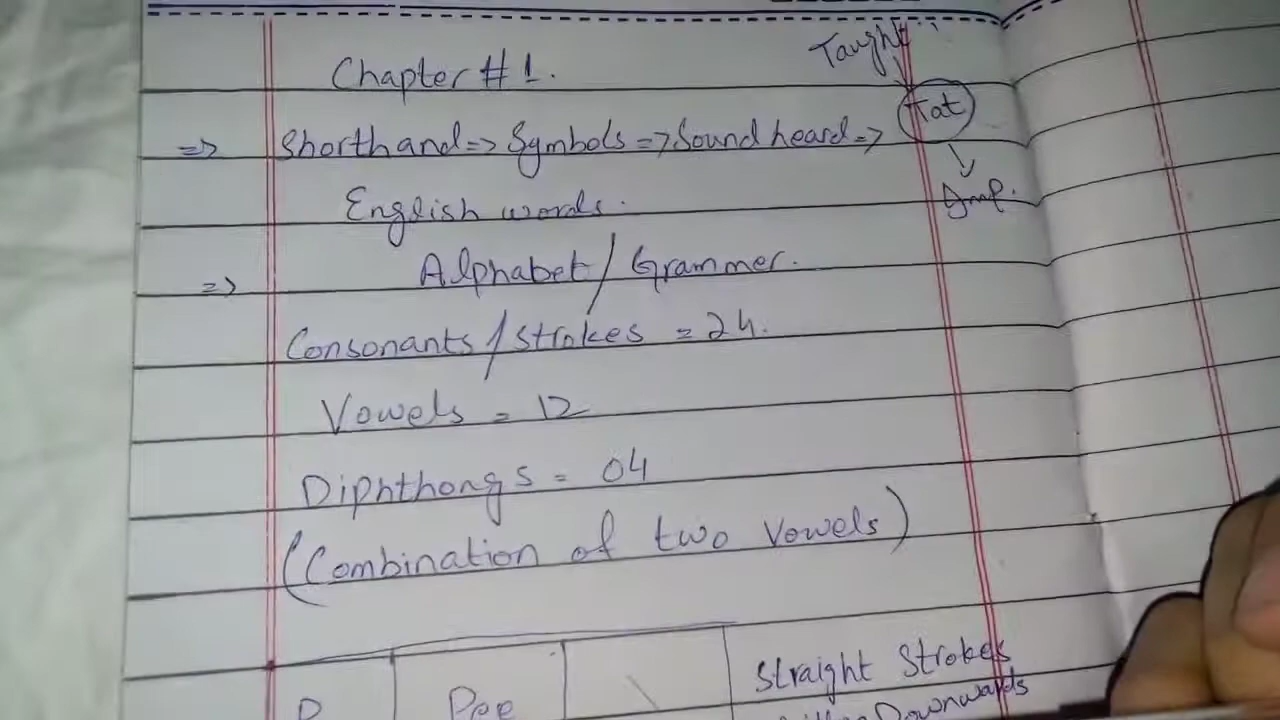 Taught
Chapter # 1.
tat
=> Shorthand => Symbols => Sound heard =>
Imp.
English words.
=> Alphabet / Grammer.
Consonants / strokes = 24.
Vowels = 12
Diphthongs = 04
(Combination of two vowels)
P Pee \ Straight Strokes
Downwards